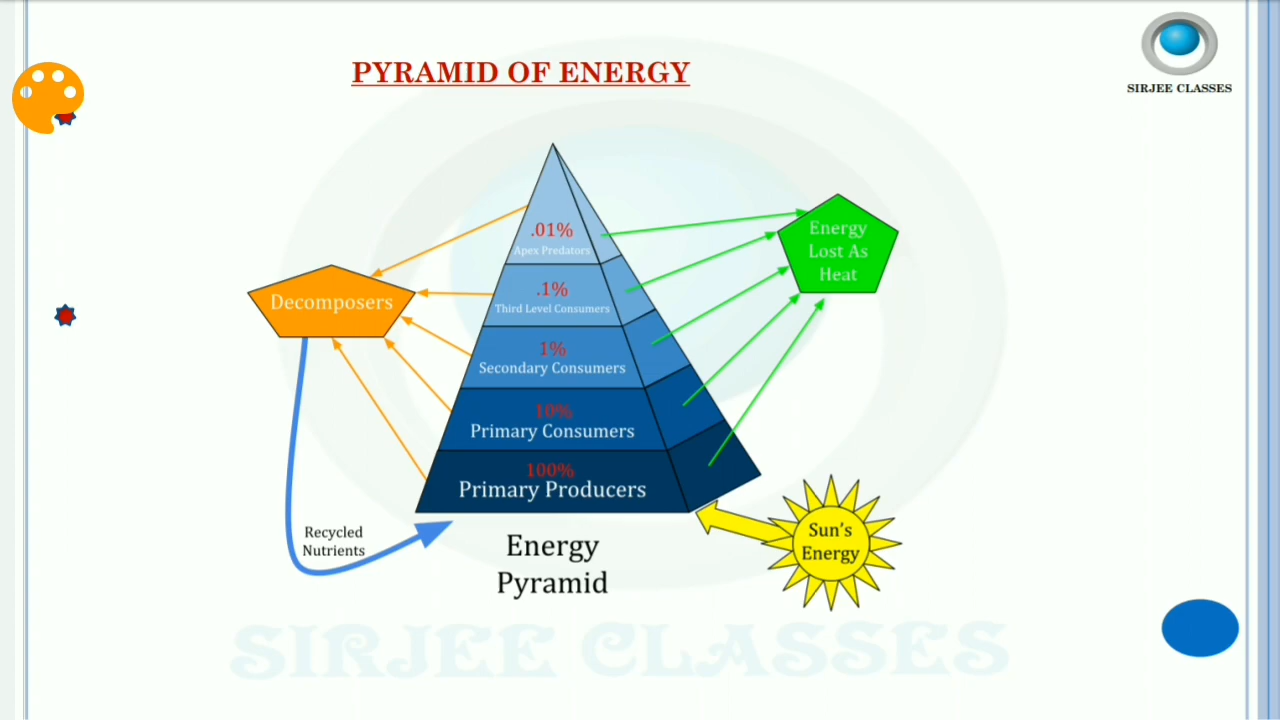 PYRAMID OF ENERGY
SIRJEE CLASSES
.01%
Apex Predators
.1%
Third Level Consumers
1%
Secondary Consumers
10%
Primary Consumers
100%
Primary Producers
Decomposers
Energy
Lost As
Heat
Recycled
Nutrients
Sun's
Energy
Energy
Pyramid
SIRJEE CLASSES